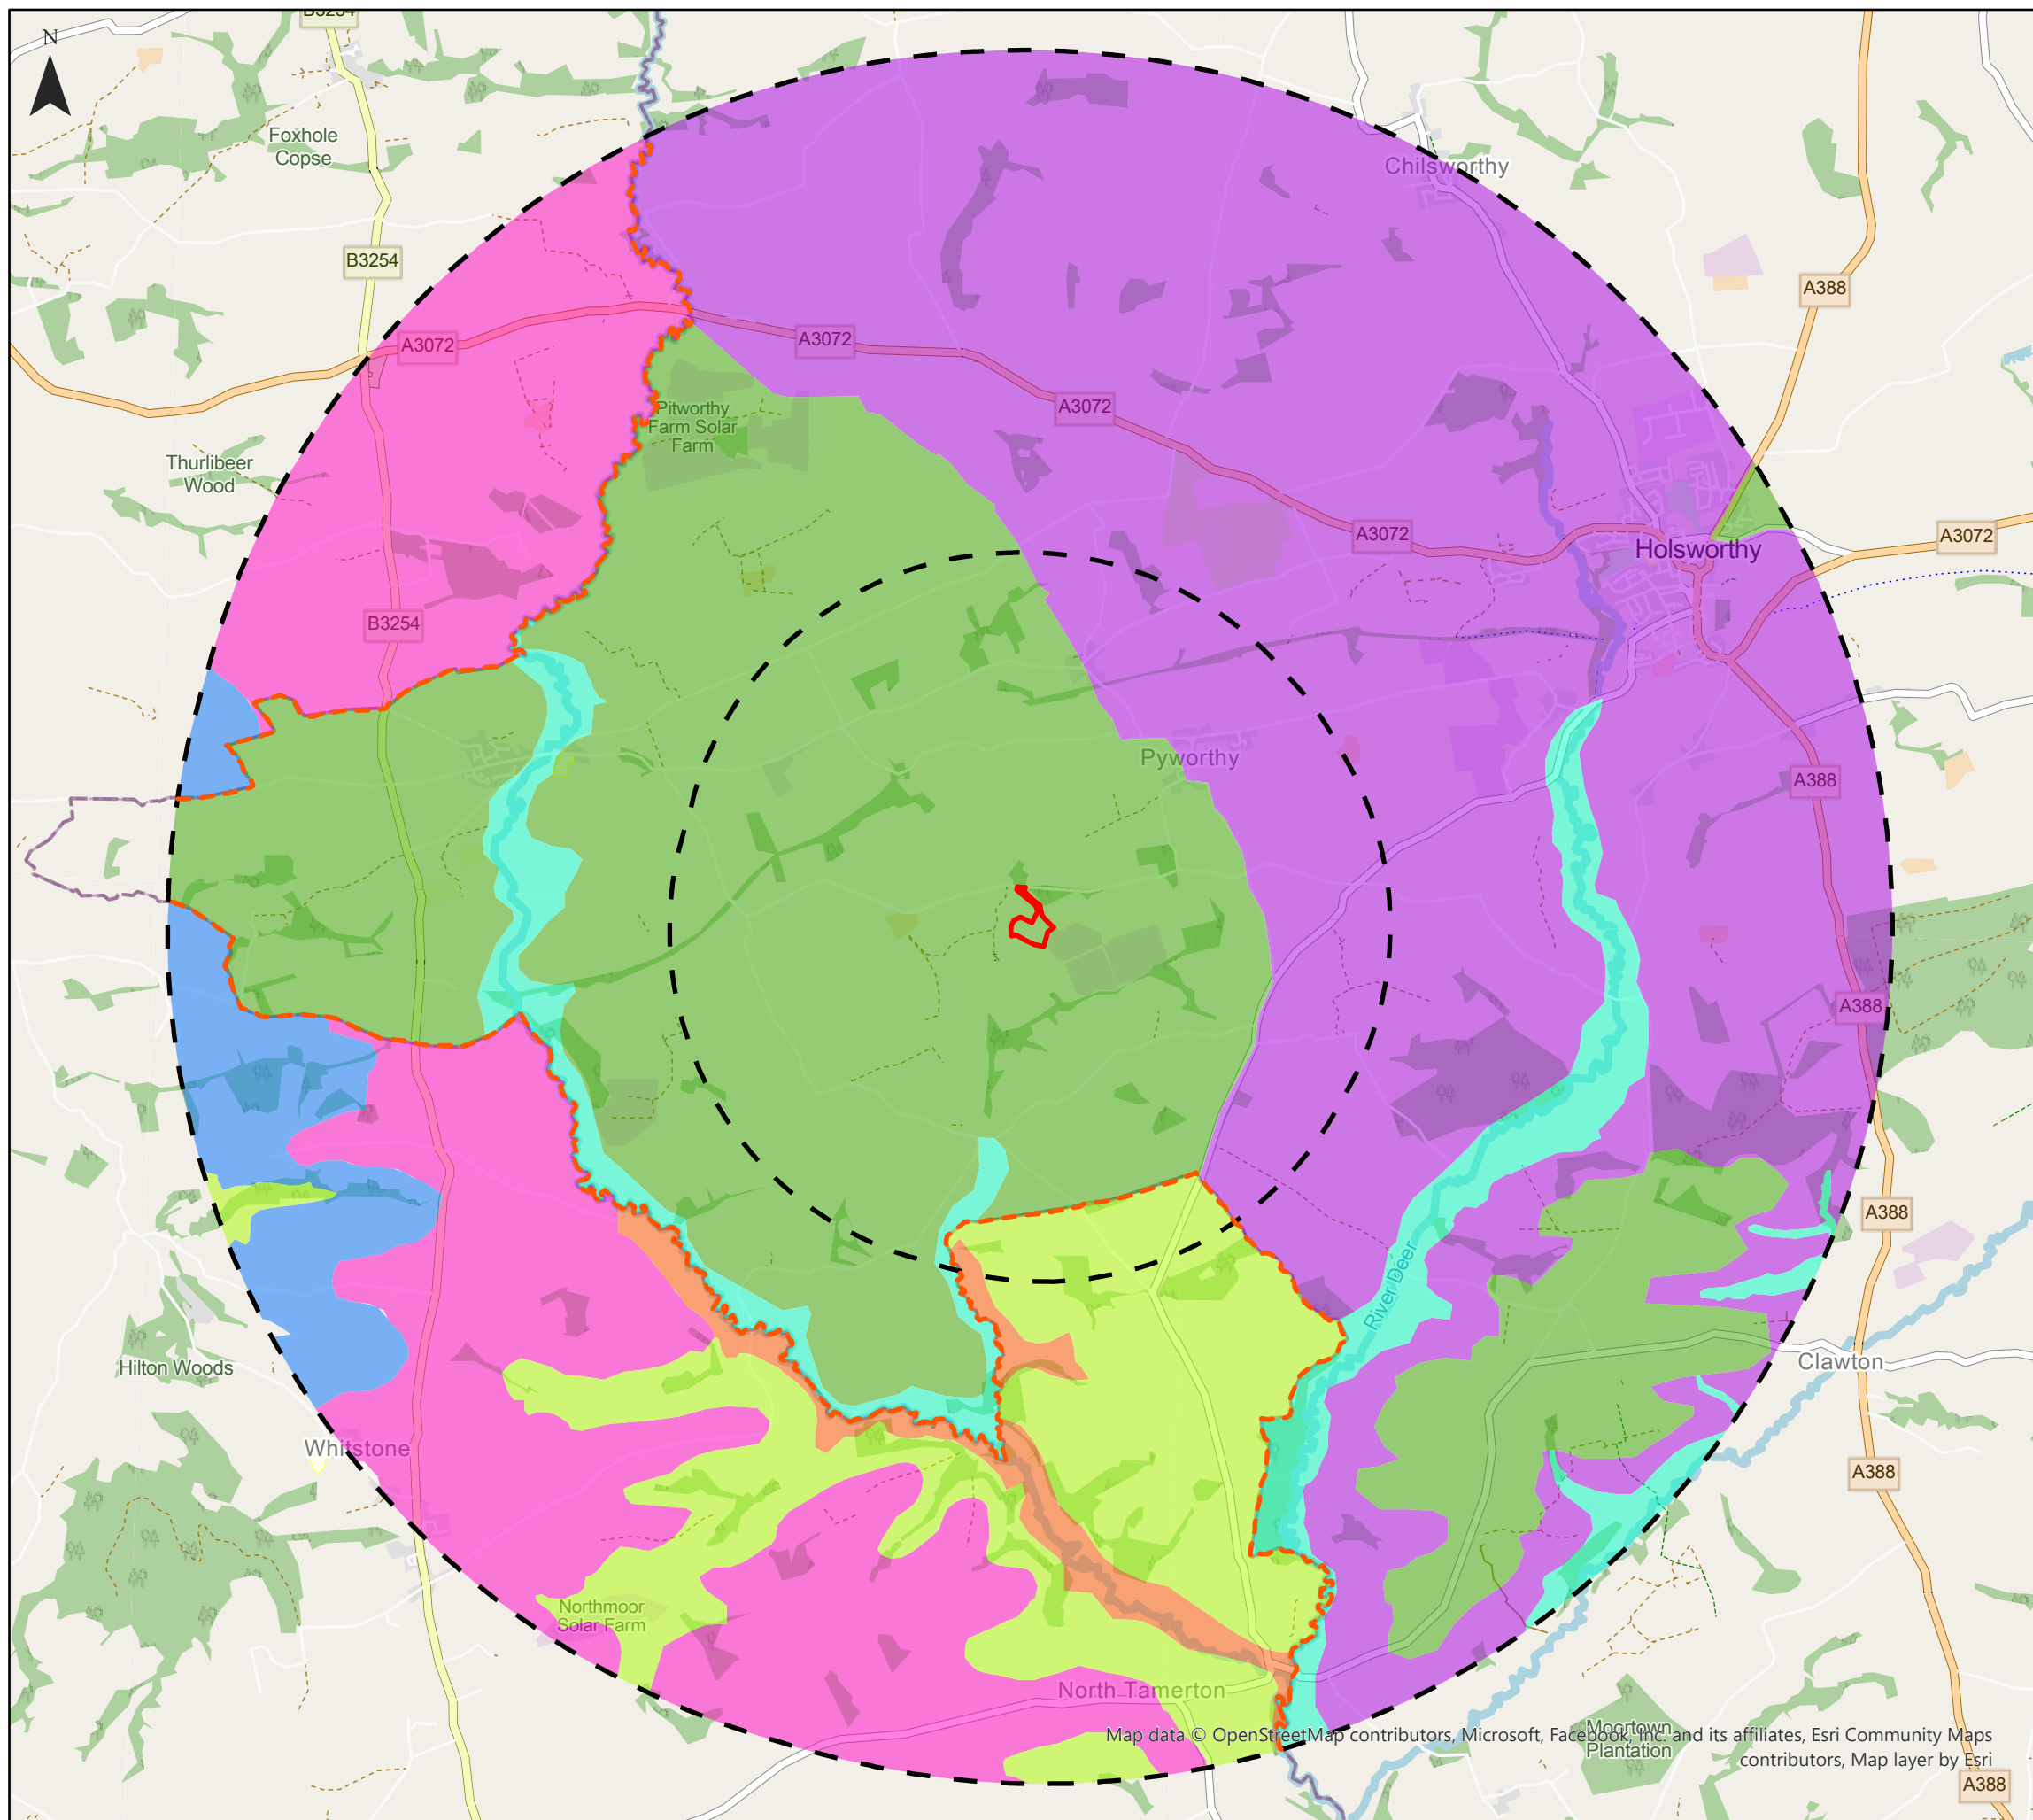 B3254
N
Foxhole
Copse
Chilsworthy
B3254
A388
A3072
A3072
A3072
Pitworthy
Farm Solar
Farm
Thurlibeer
Wood
A3072
A3072
Holsworthy
B3254
Pyworthy
A388
A388
A388
River Deer
Clawton
Hilton Woods
Whitstone
A388
Northmoor
Solar Farm
North Tamerton
Moortown
Plantation
Map data © OpenStreetMap contributors, Microsoft, Facebook, Inc. and its affiliates, Esri Community Maps
contributors, Map layer by Esri
A388